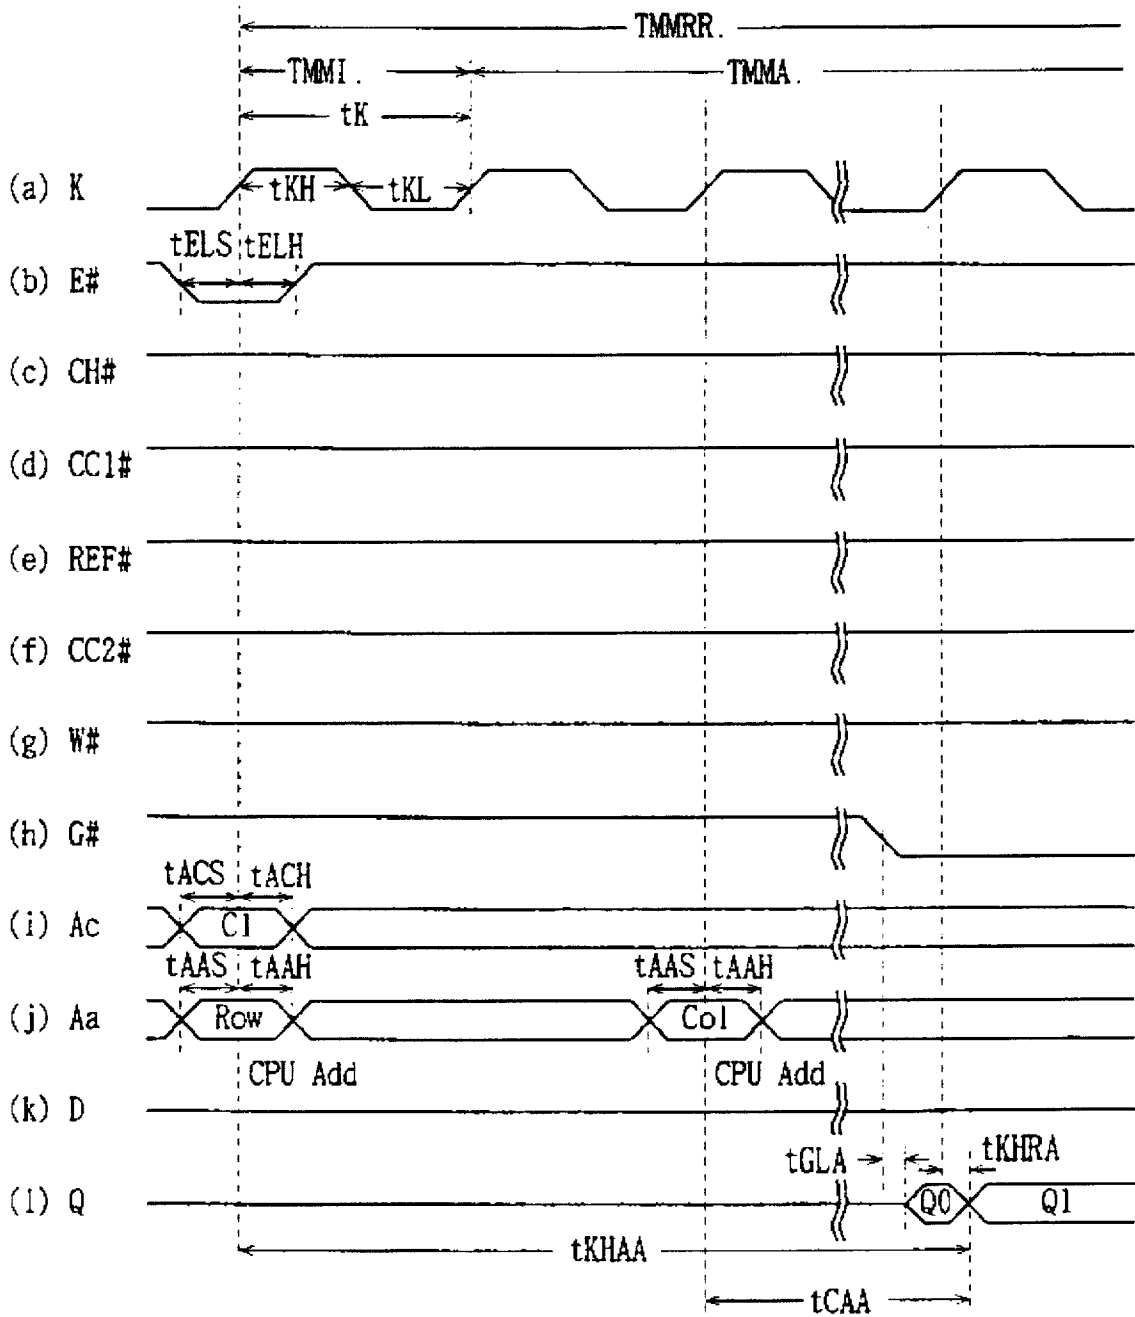 TMMRR.
TMMI. TMMA.
tK
(a) K tKH tKL
tELS tELH
(b) E#
(c) CH#
(d) CC1#
(e) REF#
(f) CC2#
(g) W#
(h) G#
tACS tACH
(i) Ac C1
tAAS tAAH tAAS tAAH
(j) Aa Row Col
CPU Add CPU Add
(k) D
tGLA tKHRA
(l) Q Q0 Q1
tKHAA
tCAA